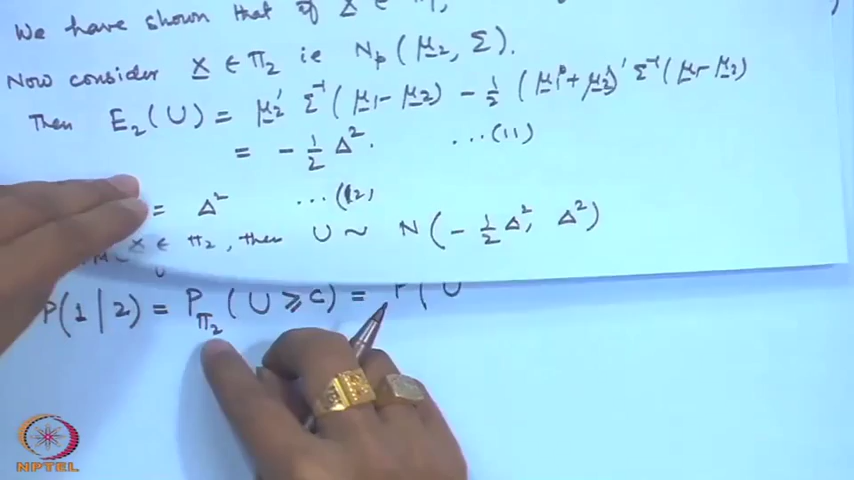 We have shown that if X ∈ Π₁,
Now consider X ∈ Π₂ ie Nₚ(μ₂, Σ).
Then E₂(U) = μ₂' Σ⁻¹(μ₁ - μ₂) - ½ (μ₁ + μ₂)' Σ⁻¹(μ₁ - μ₂)
= - ½ Δ². ...(11)
= Δ² ...(12)
X ∈ Π₂, then U ~ N(- ½ Δ², Δ²)
P(1|2) = P_Π₂(U ≥ c) = P(U
NPTEL